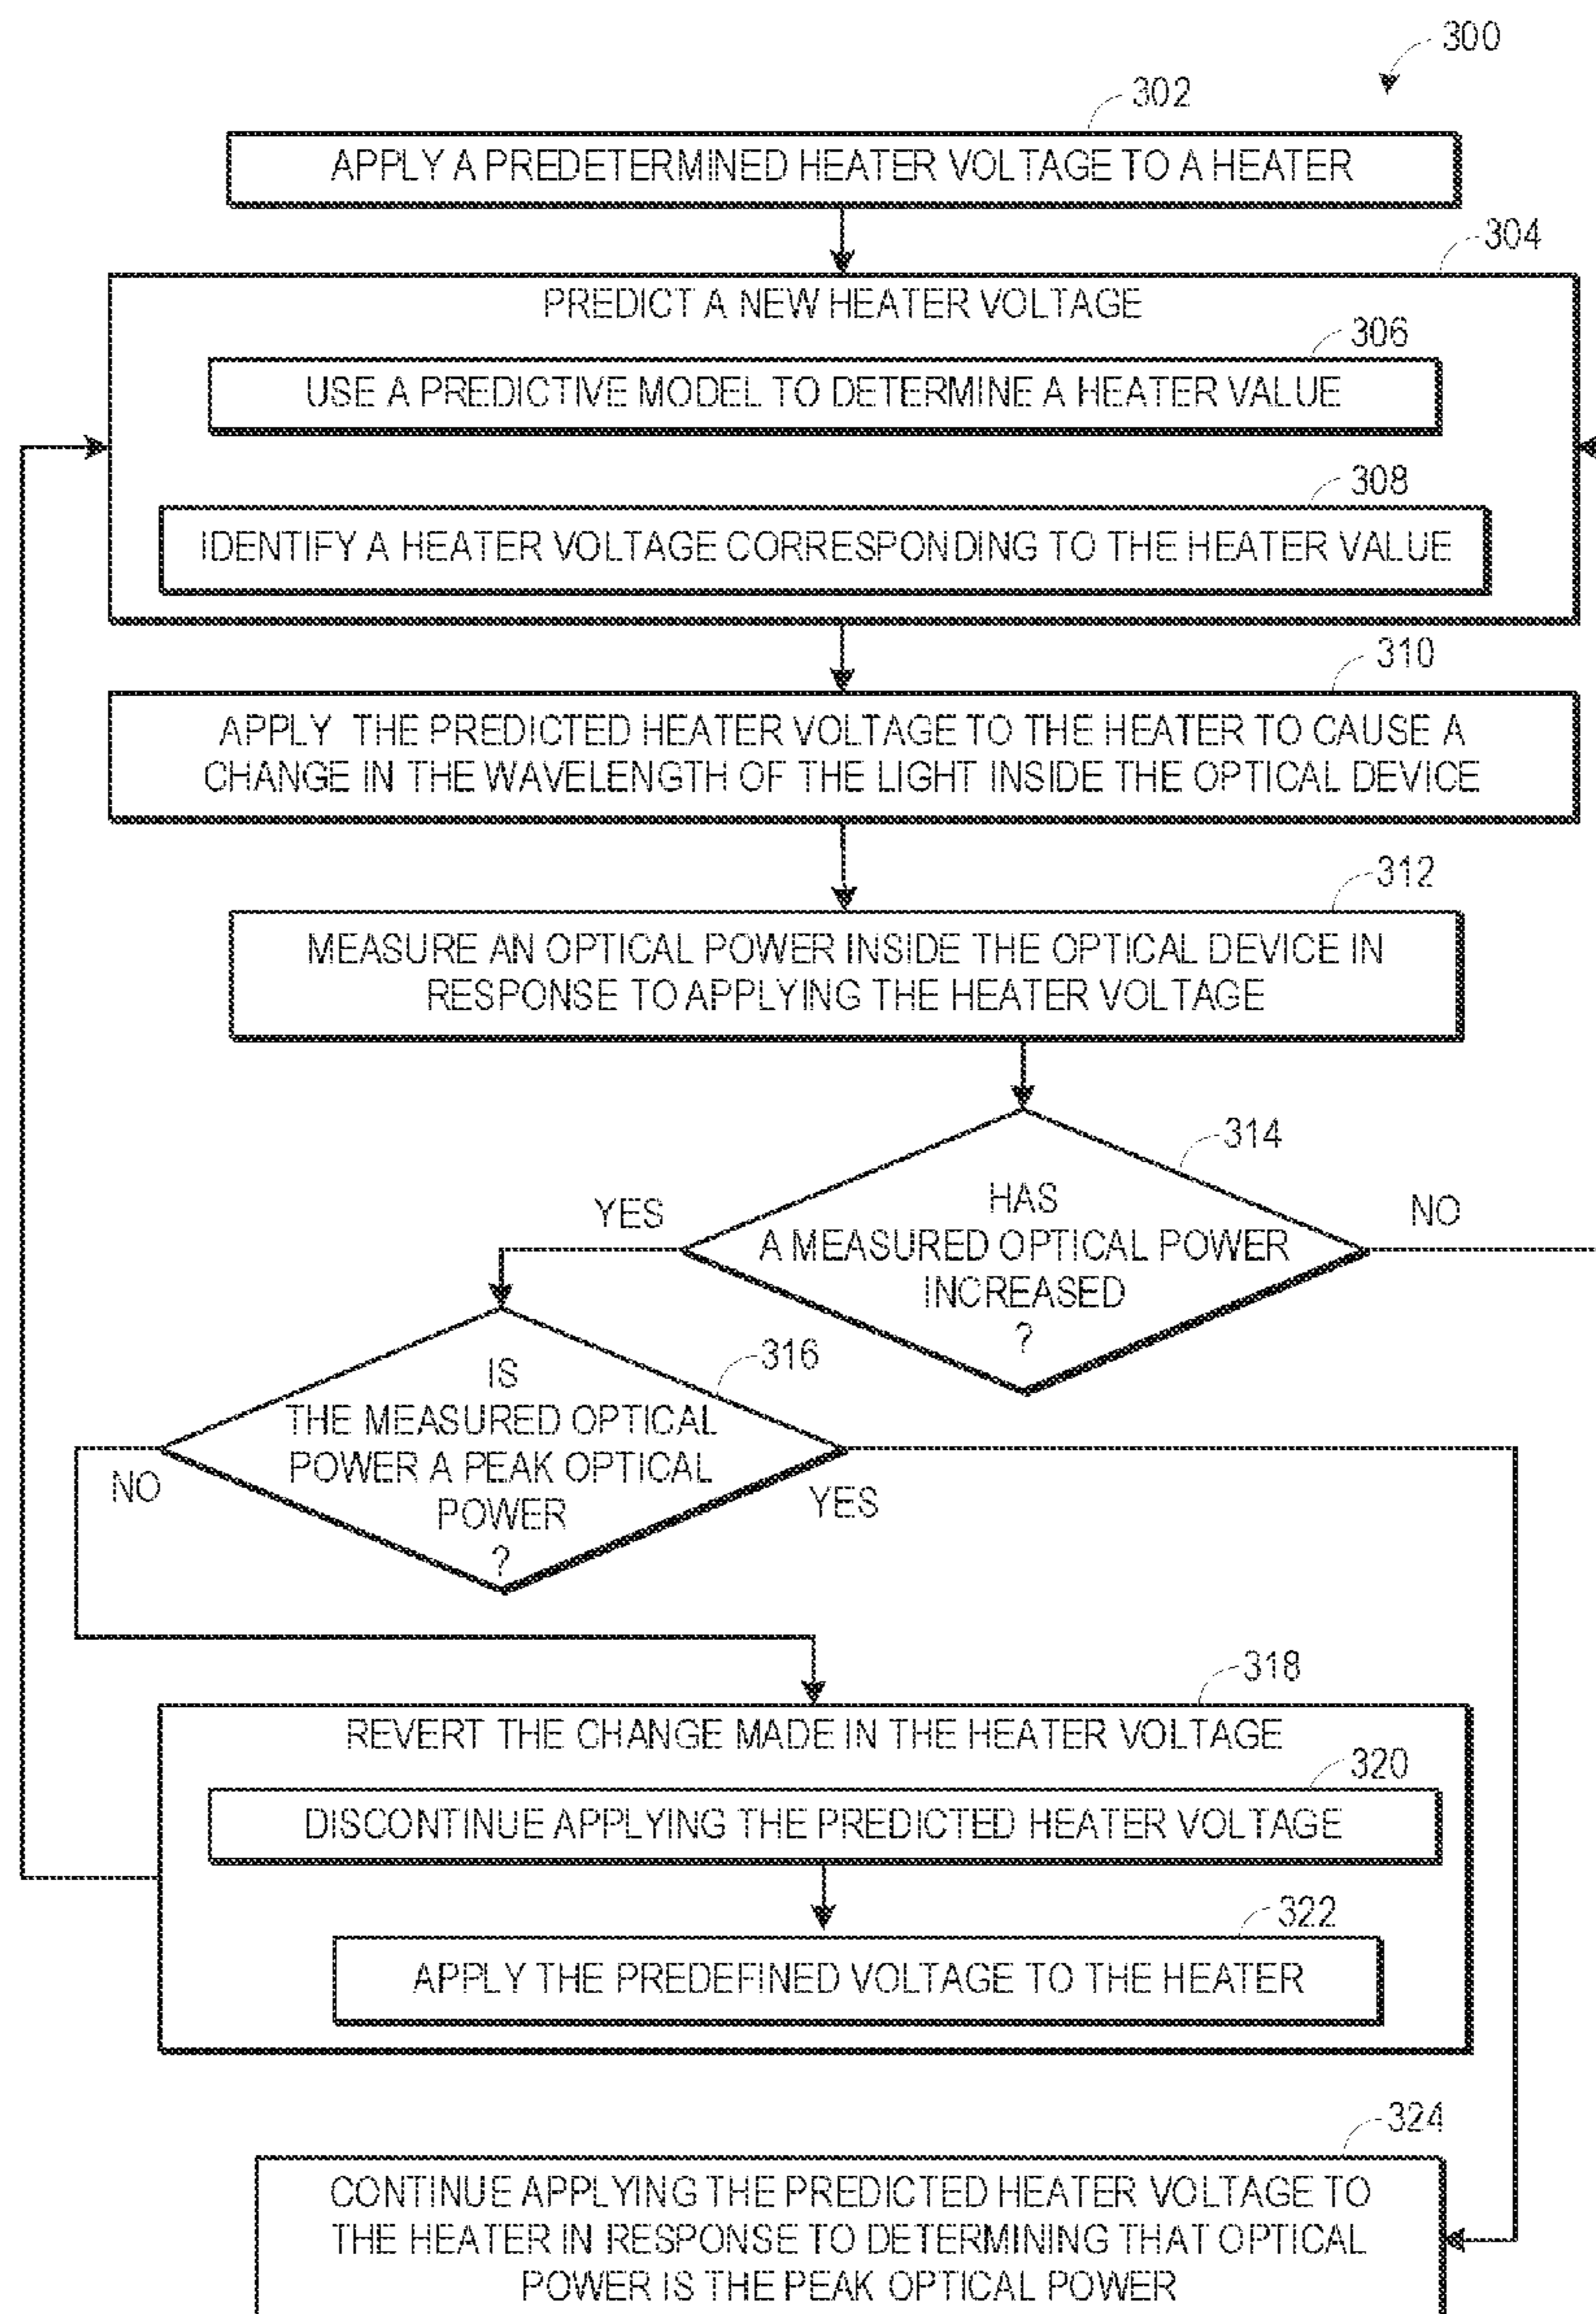 300
302
APPLY A PREDETERMINED HEATER VOLTAGE TO A HEATER
304
PREDICT A NEW HEATER VOLTAGE
306
USE A PREDICTIVE MODEL TO DETERMINE A HEATER VALUE
308
IDENTIFY A HEATER VOLTAGE CORRESPONDING TO THE HEATER VALUE
310
APPLY THE PREDICTED HEATER VOLTAGE TO THE HEATER TO CAUSE A
CHANGE IN THE WAVELENGTH OF THE LIGHT INSIDE THE OPTICAL DEVICE
312
MEASURE AN OPTICAL POWER INSIDE THE OPTICAL DEVICE IN
RESPONSE TO APPLYING THE HEATER VOLTAGE
314
YES
NO
HAS
A MEASURED OPTICAL POWER
INCREASED
?
316
IS
THE MEASURED OPTICAL
POWER A PEAK OPTICAL
POWER
?
NO
YES
318
REVERT THE CHANGE MADE IN THE HEATER VOLTAGE
320
DISCONTINUE APPLYING THE PREDICTED HEATER VOLTAGE
322
APPLY THE PREDEFINED VOLTAGE TO THE HEATER
324
CONTINUE APPLYING THE PREDICTED HEATER VOLTAGE TO
THE HEATER IN RESPONSE TO DETERMINING THAT OPTICAL
POWER IS THE PEAK OPTICAL POWER